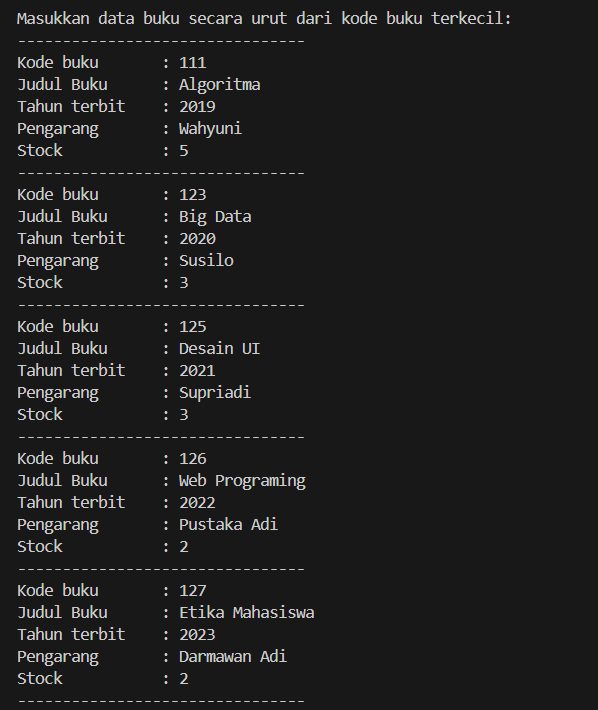 Masukkan data buku secara urut dari kode buku terkecil:
--------------------------------
Kode buku       : 111
Judul Buku      : Algoritma
Tahun terbit    : 2019
Pengarang       : Wahyuni
Stock           : 5
--------------------------------
Kode buku       : 123
Judul Buku      : Big Data
Tahun terbit    : 2020
Pengarang       : Susilo
Stock           : 3
--------------------------------
Kode buku       : 125
Judul Buku      : Desain UI
Tahun terbit    : 2021
Pengarang       : Supriadi
Stock           : 3
--------------------------------
Kode buku       : 126
Judul Buku      : Web Programing
Tahun terbit    : 2022
Pengarang       : Pustaka Adi
Stock           : 2
--------------------------------
Kode buku       : 127
Judul Buku      : Etika Mahasiswa
Tahun terbit    : 2023
Pengarang       : Darmawan Adi
Stock           : 2
--------------------------------